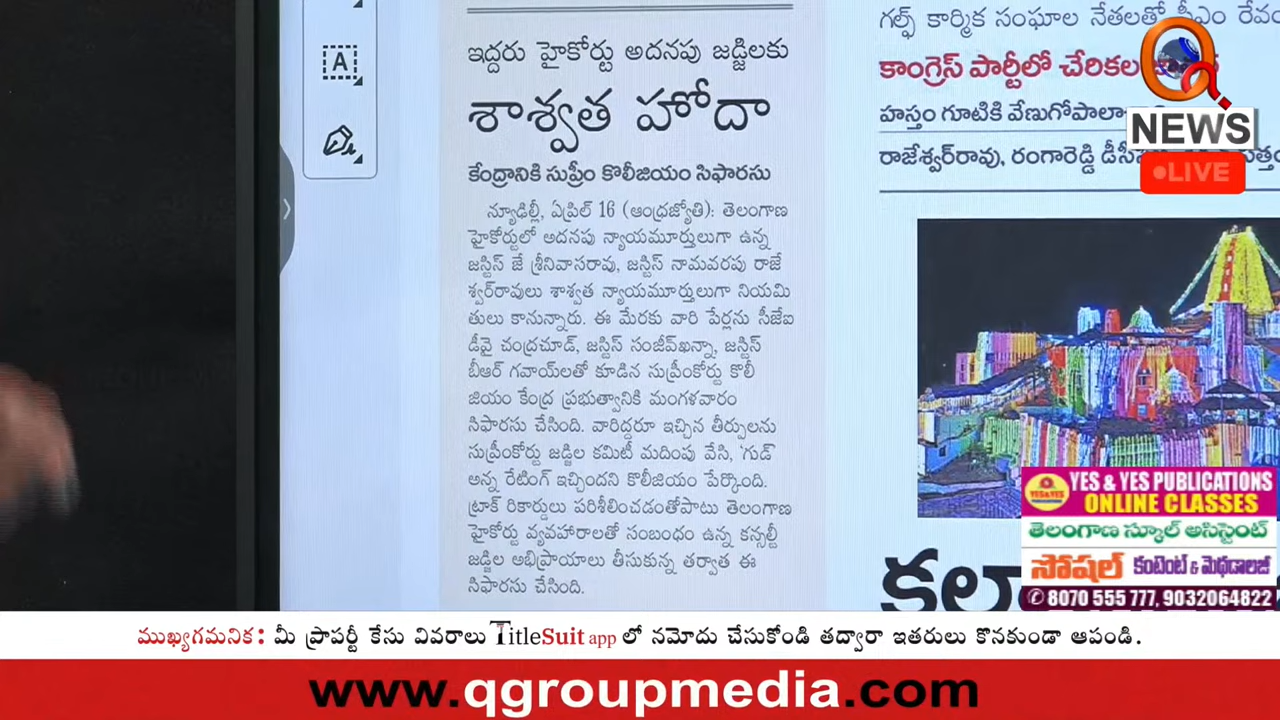 ఇద్దరు హైకోర్టు అదనపు జడ్జిలకు
శాశ్వత హోదా
కేంద్రానికి సుప్రీం కొలీజియం సిఫారసు
న్యూఢిల్లీ, ఏప్రిల్ 16 (ఆంధ్రజ్యోతి): తెలంగాణ
హైకోర్టులో అదనపు న్యాయమూర్తులుగా ఉన్న
జస్టిస్ జే శ్రీనివాసరావు, జస్టిస్ నామవరపు రాజే
శ్వర్‌రావులు శాశ్వత న్యాయమూర్తులుగా నియమి
తులు కానున్నారు. ఈ మేరకు వారి పేర్లను సీజేఐ
డీవై చంద్రచూడ్, జస్టిస్ సంజీవ్‌ఖన్నా, జస్టిస్
బీఆర్ గవాయ్‌లతో కూడిన సుప్రీంకోర్టు కొలీ
జియం కేంద్ర ప్రభుత్వానికి మంగళవారం
సిఫారసు చేసింది. వారిద్దరూ ఇచ్చిన తీర్పులను
సుప్రీంకోర్టు జడ్జిల కమిటీ మదింపు వేసి, 'గుడ్'
అన్న రేటింగ్ ఇచ్చిందని కొలీజియం పేర్కొంది.
ట్రాక్ రికార్డులు పరిశీలించడంతోపాటు తెలంగాణ
హైకోర్టు వ్యవహారాలతో సంబంధం ఉన్న కన్సల్టీ
జడ్జిల అభిప్రాయాలు తీసుకున్న తర్వాత ఈ
సిఫారసు చేసింది.
గల్ఫ్ కార్మిక సంఘాల నేతలతో సీఎం
కాంగ్రెస్ పార్టీలో
హస్తం గూటికి
రాజేశ్వర్‌రావు, రంగారెడ్డి
A
Q
NEWS
LIVE
YES & YES PUBLICATIONS
ONLINE CLASSES
తెలంగాణ స్కూల్ అసిస్టెంట్
సోషల్ కంటెంట్ & మెథడాలజీ
8070 555 777, 9032064822
ముఖ్యగమనిక: మీ ప్రాపర్టీ కేసు వివరాలు TitleSuit app లో నమోదు చేసుకోండి తద్వారా ఇతరులు కొనకుండా ఆపండి.
www.qgroupmedia.com